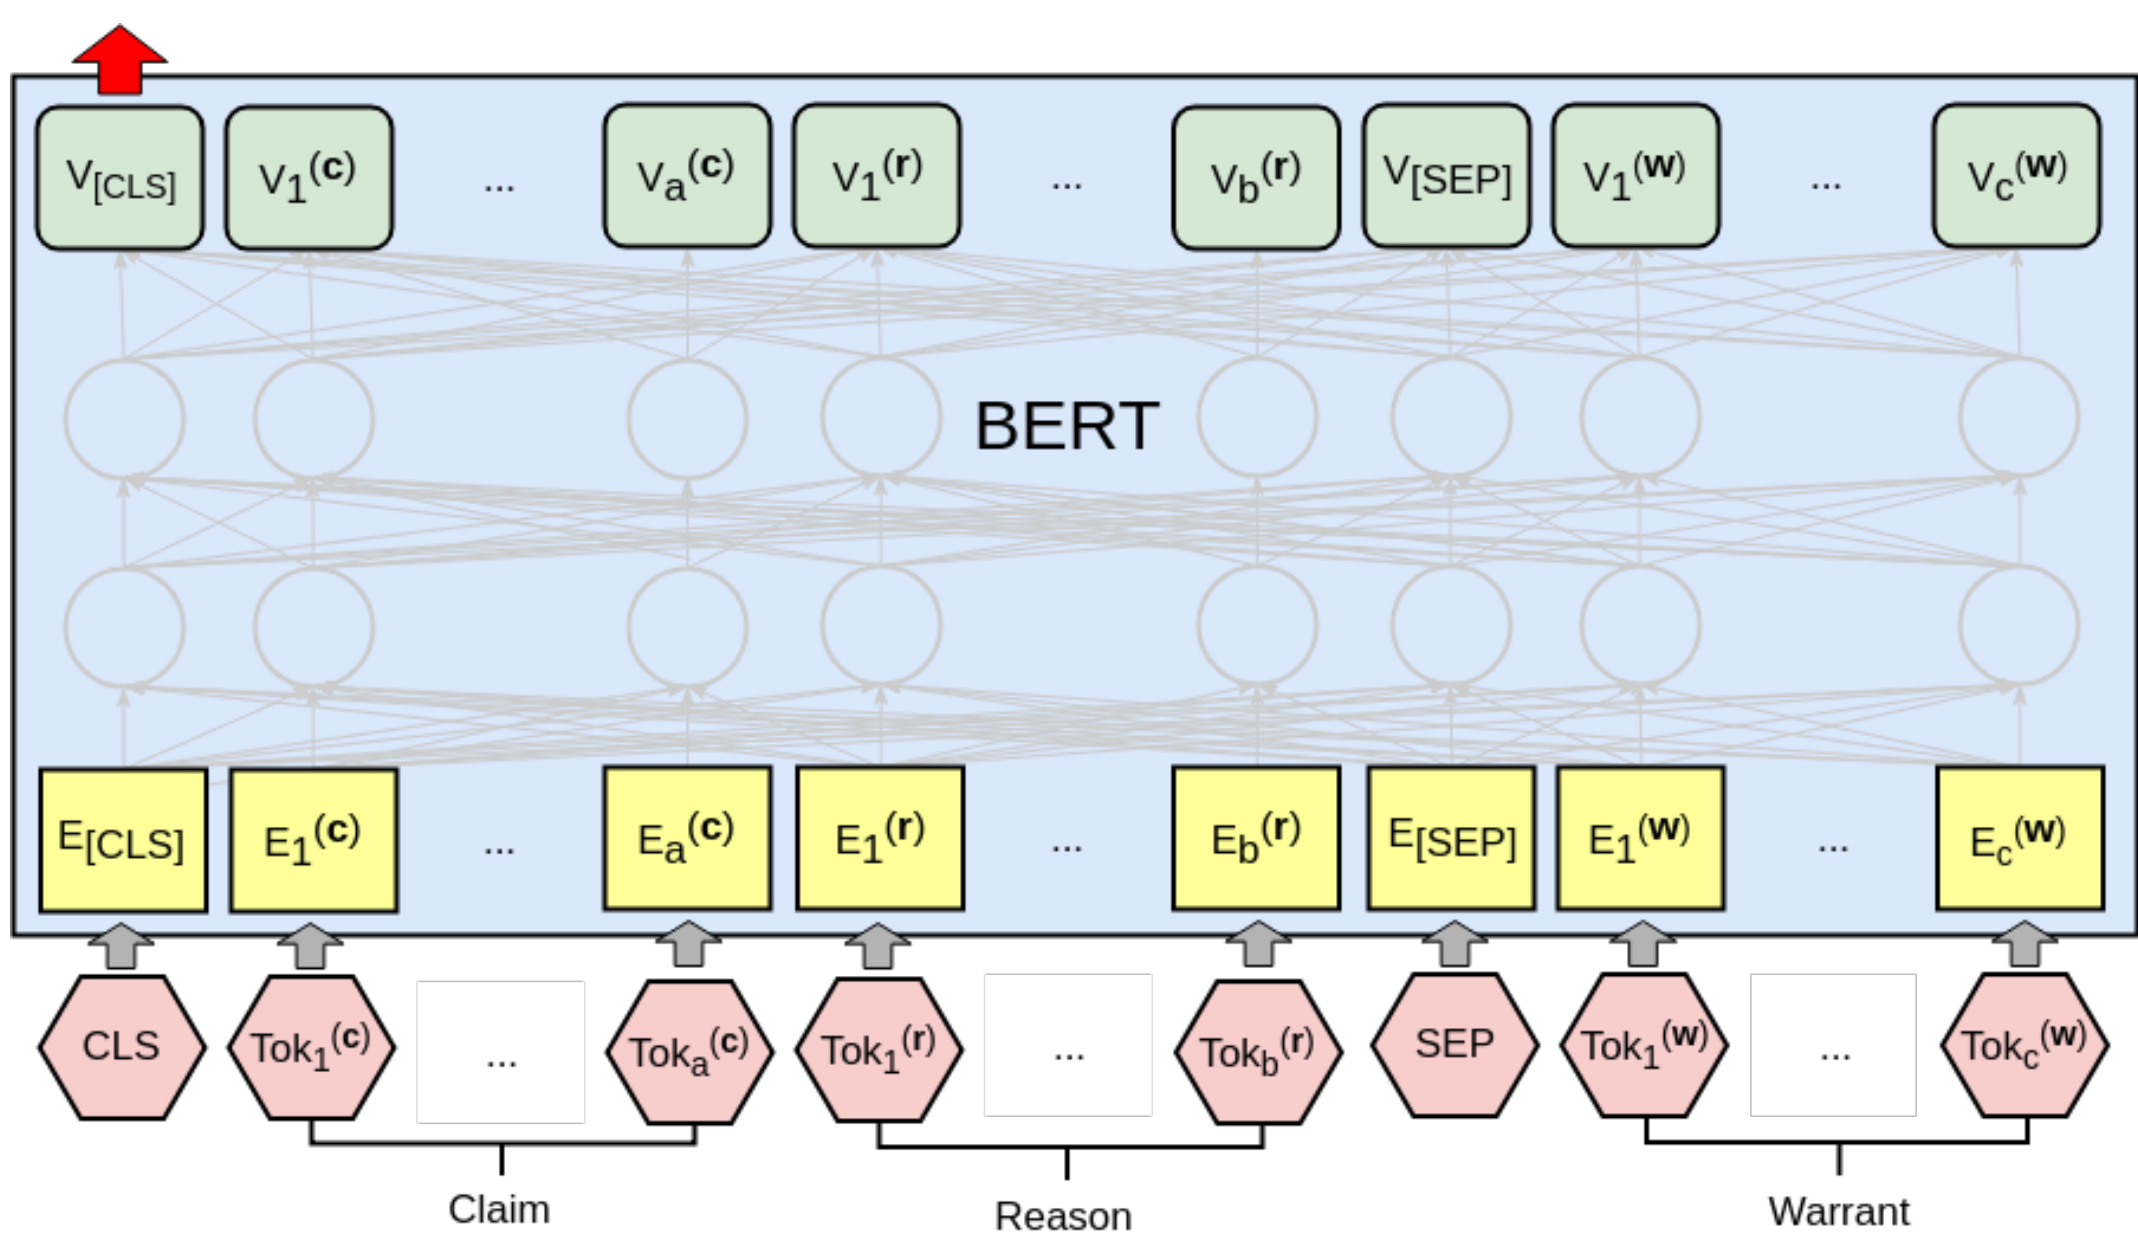 V[CLS] V1(c) ... Va(c) V1(r) ... Vb(r) V[SEP] V1(w) ... Vc(w)
BERT
E[CLS] E1(c) ... Ea(c) E1(r) ... Eb(r) E[SEP] E1(w) ... Ec(w)
CLS Tok1(c) ... Toka(c) Tok1(r) ... Tokb(r) SEP Tok1(w) ... Tokc(w)
Claim Reason Warrant